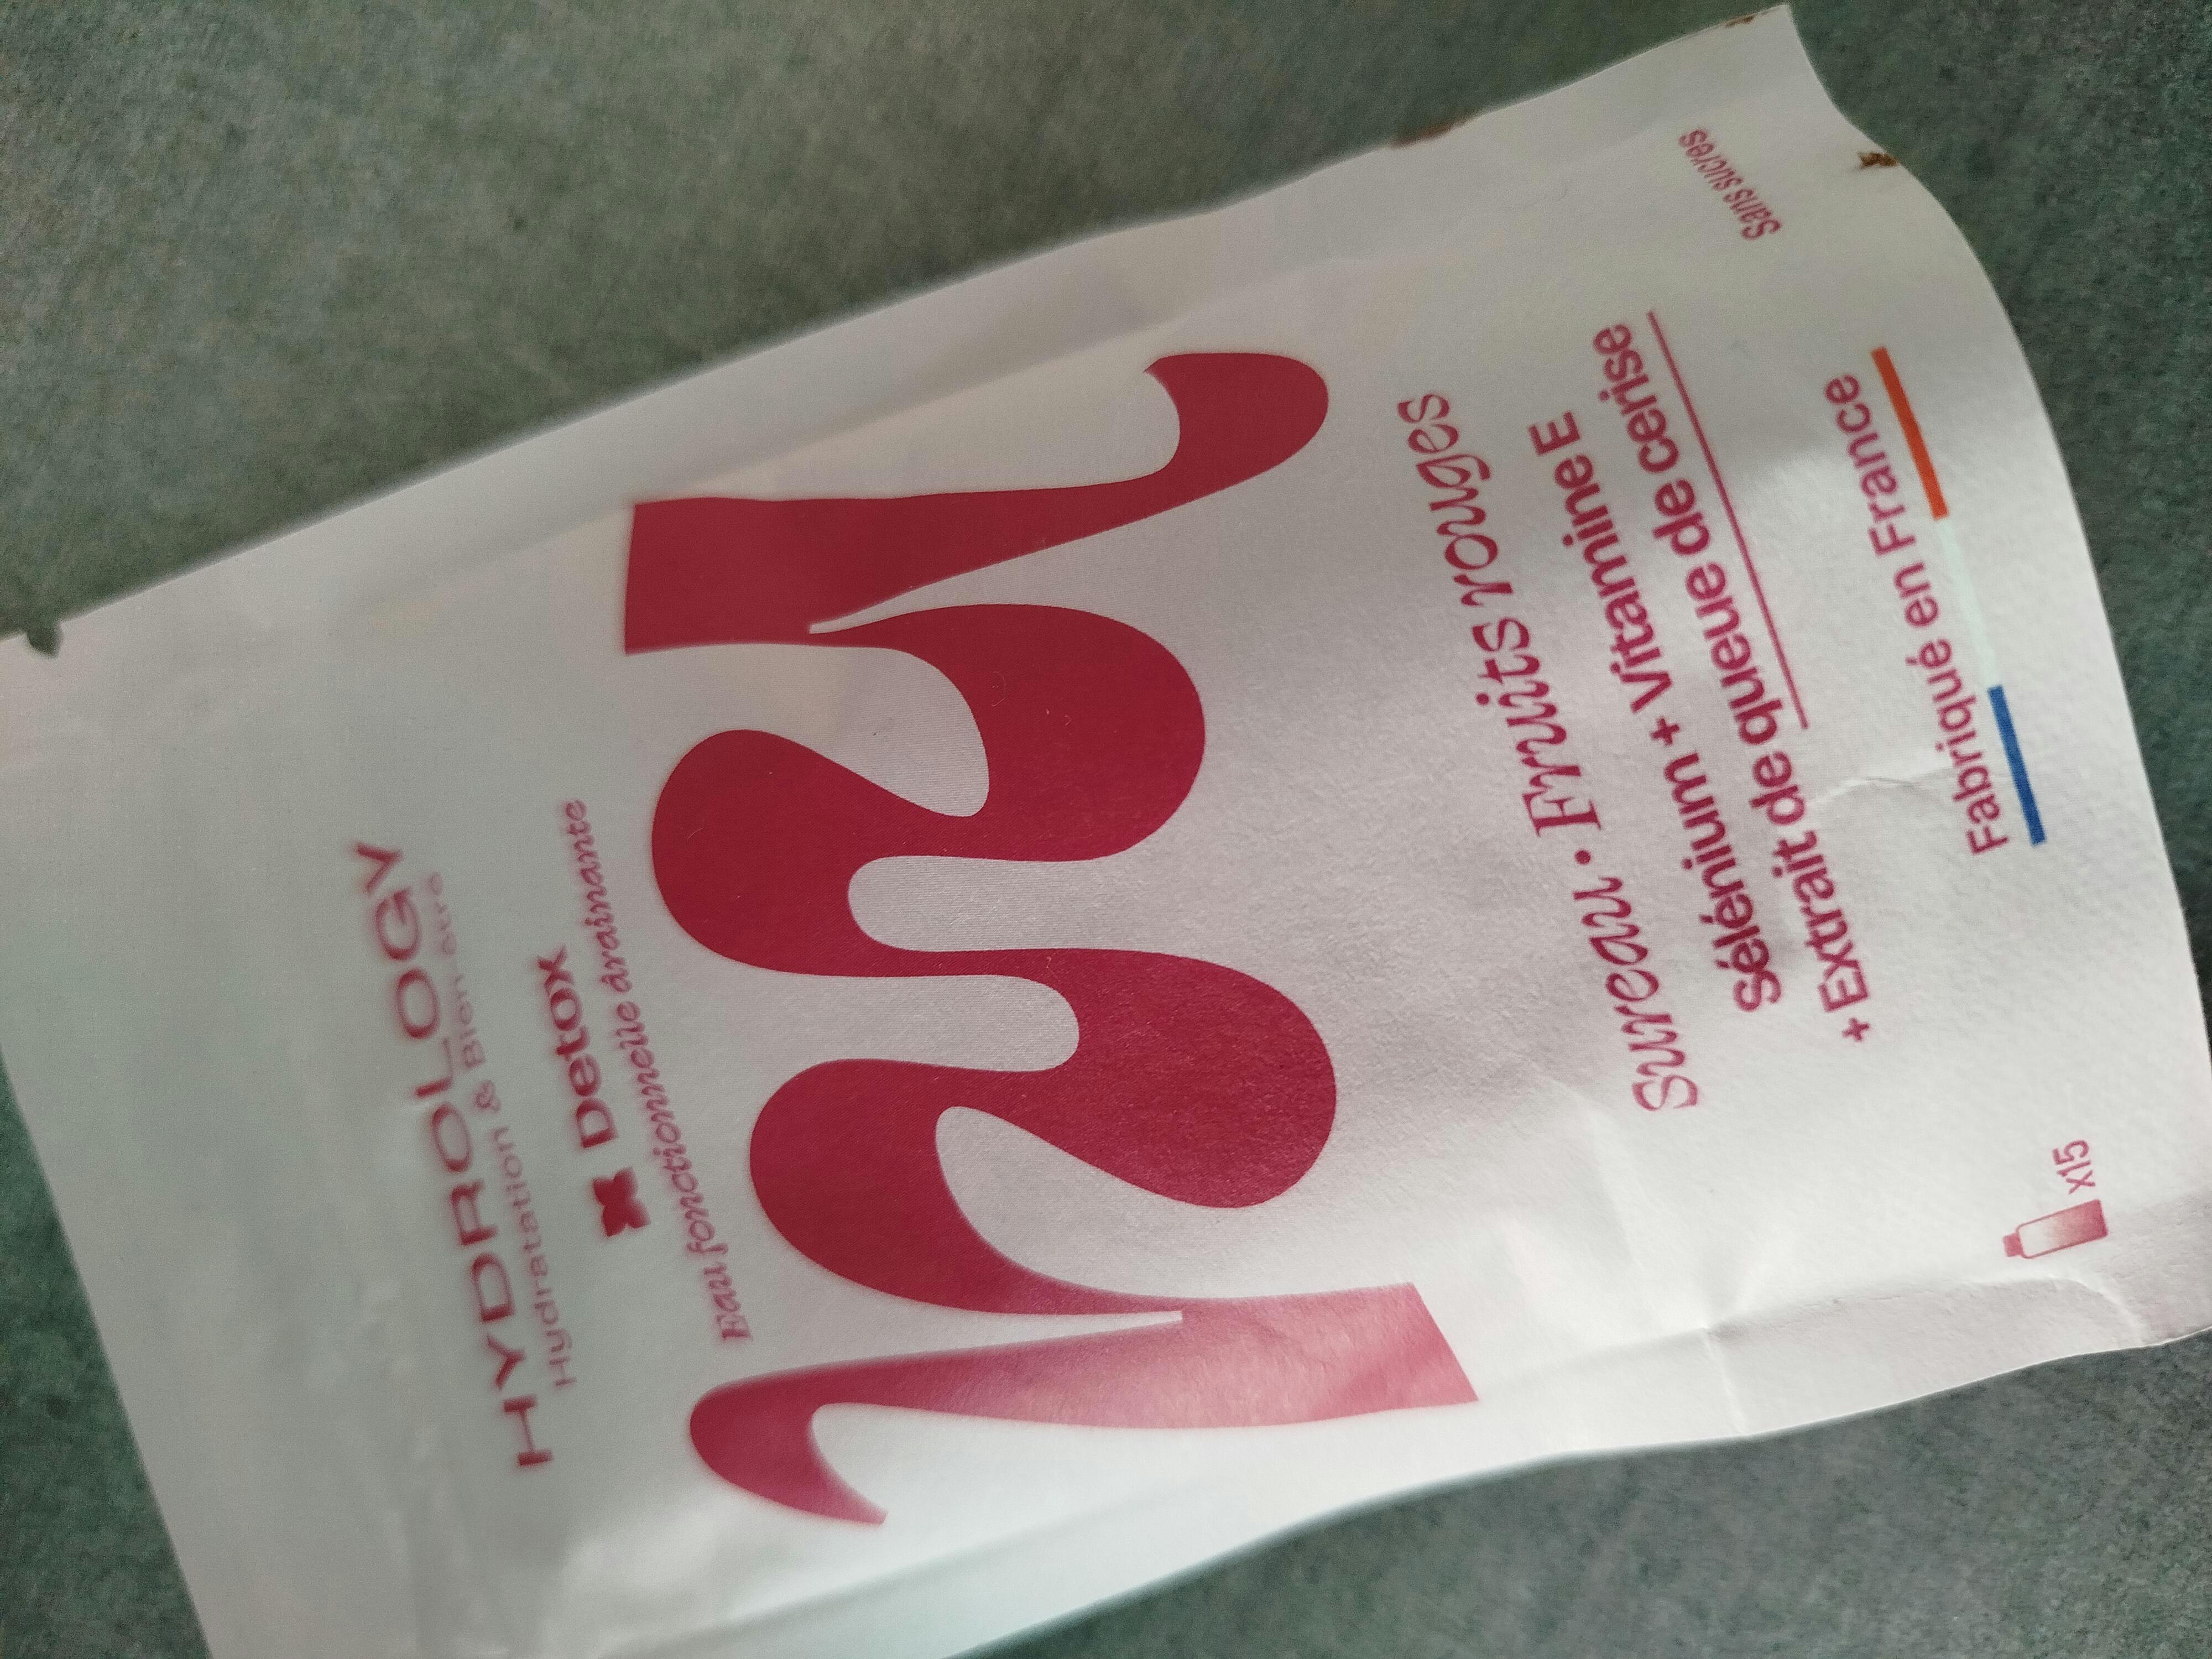 HYDROLOGY
Hydratation & Bien-être
Detox
Eau fonctionnelle drainante
Sureau • Fruits rouges
Sélénium + Vitamine E
+ Extrait de queue de cerise
Fabriqué en France
x15
Sans sucres